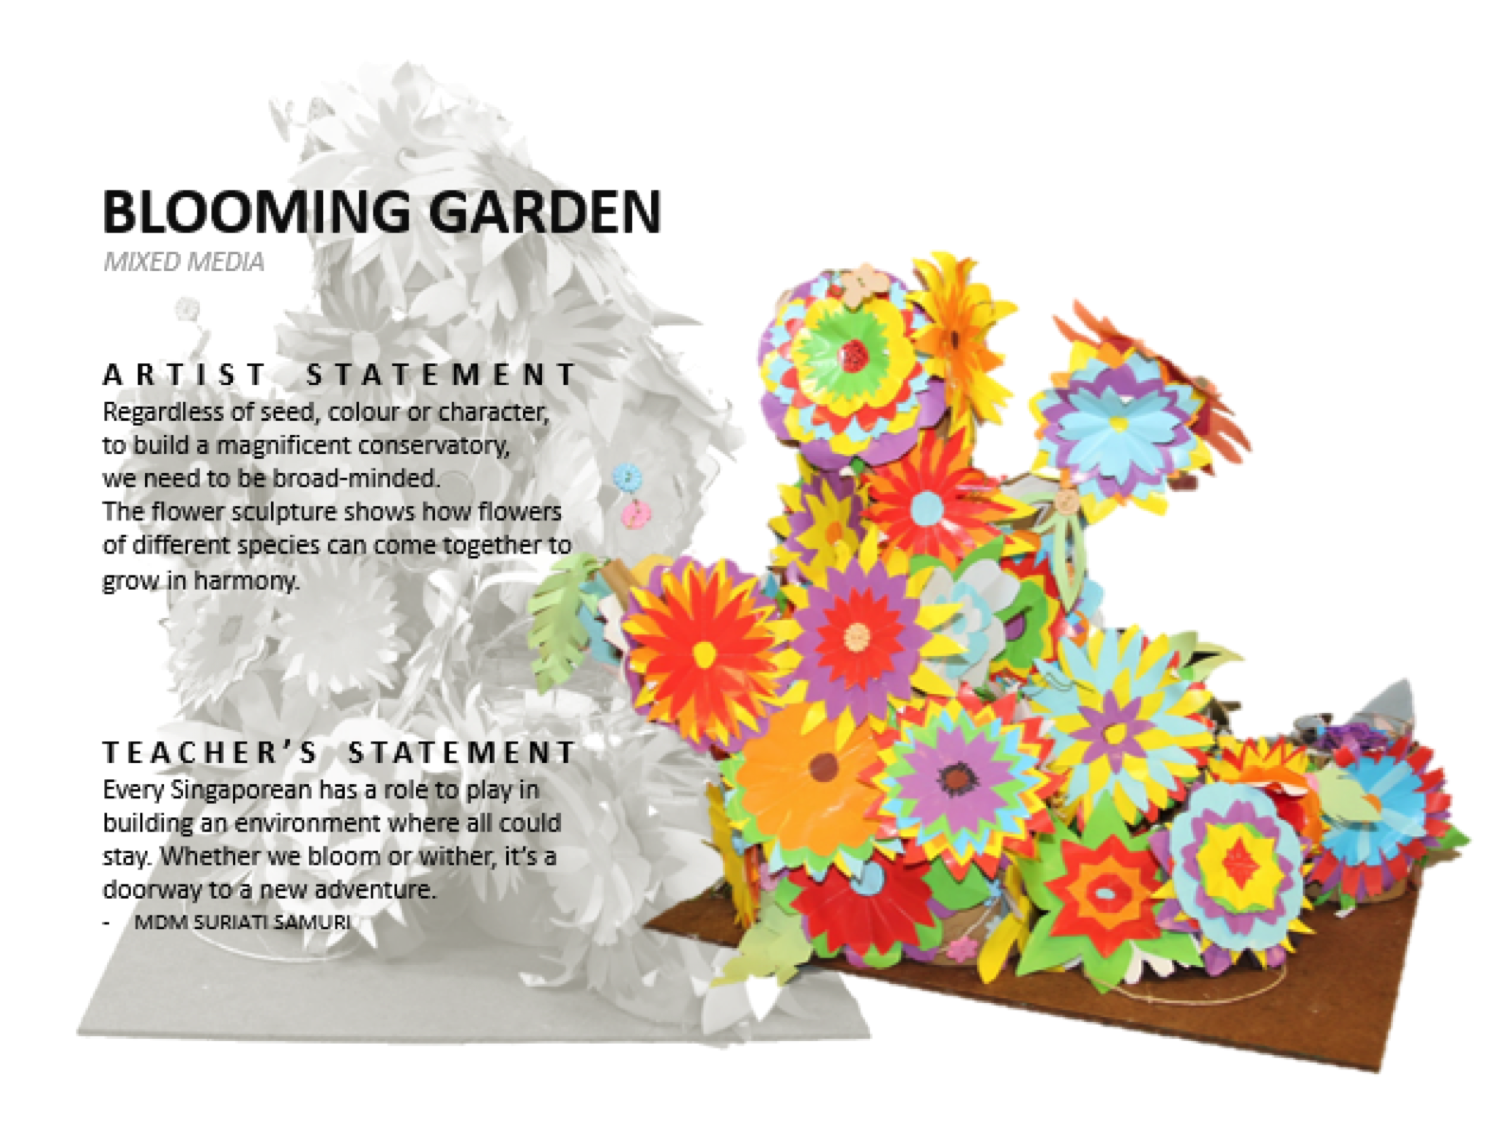 BLOOMING GARDEN
MIXED MEDIA
ARTIST STATEMENT
Regardless of seed, colour or character,
to build a magnificent conservatory,
we need to be broad-minded.
The flower sculpture shows how flowers
of different species can come together to
grow in harmony.
TEACHER'S STATEMENT
Every Singaporean has a role to play in
building an environment where all could
stay. Whether we bloom or wither, it's a
doorway to a new adventure.
- MDM SURIATI SAMURI